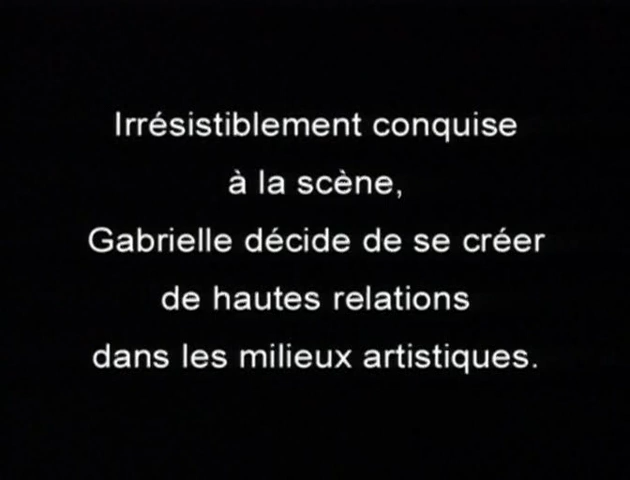 Irrésistiblement conquise
à la scène,
Gabrielle décide de se créer
de hautes relations
dans les milieux artistiques.